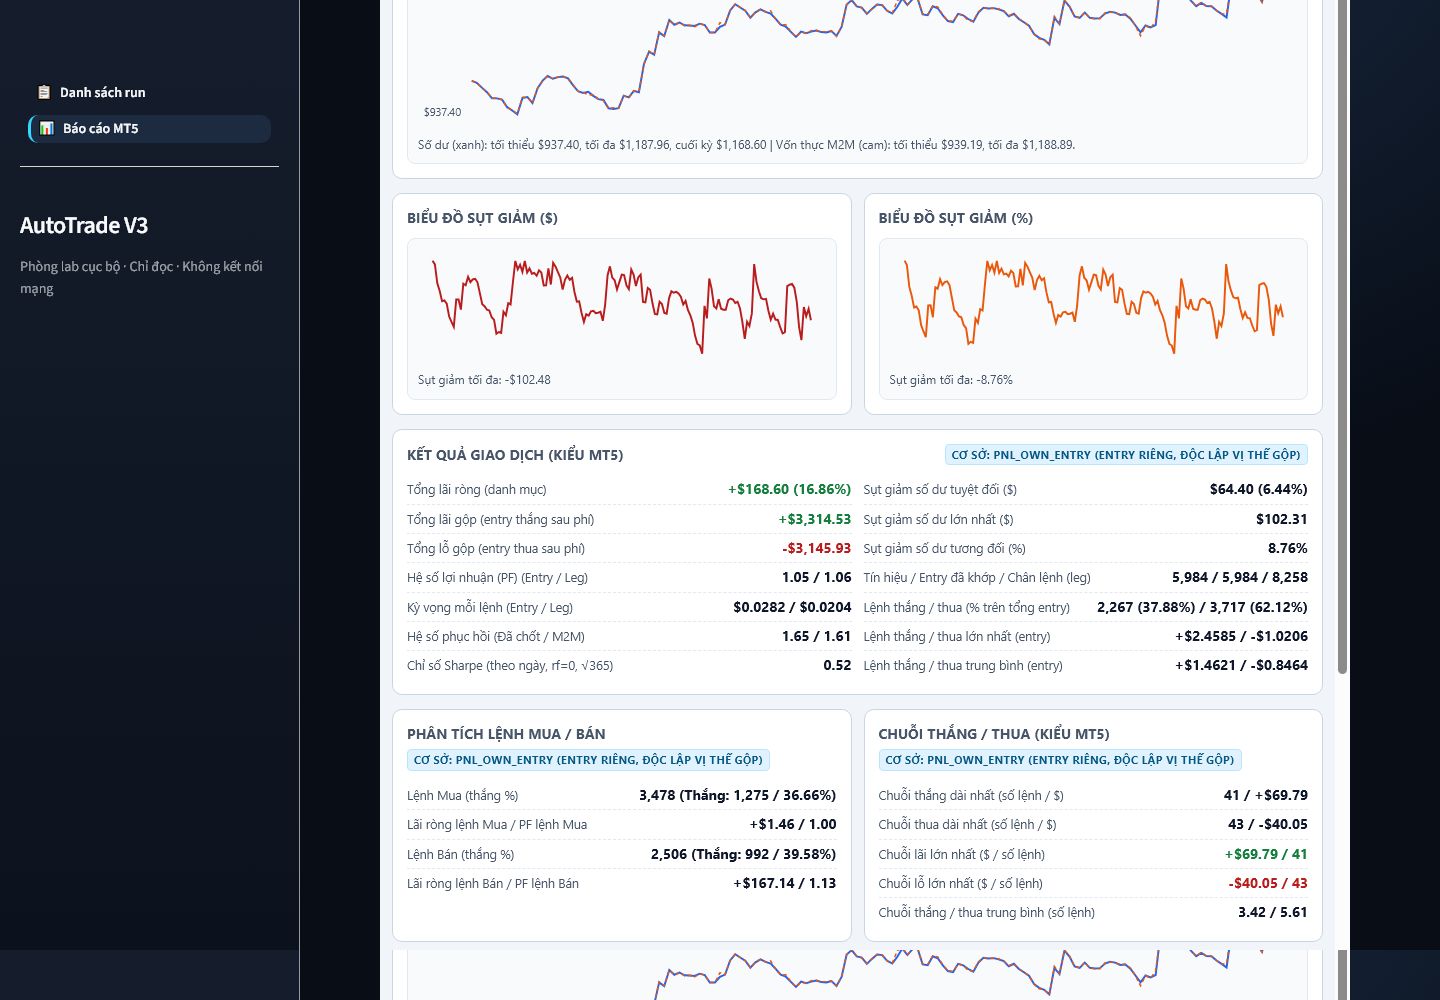 📋 Danh sách run
📊 Báo cáo MT5
AutoTrade V3
Phòng lab cục bộ · Chỉ đọc · Không kết nối
mạng
$937.40
Số dư (xanh): tối thiểu $937.40, tối đa $1,187.96, cuối kỳ $1,168.60 | Vốn thực M2M (cam): tối thiểu $939.19, tối đa $1,188.89.
BIỂU ĐỒ SỤT GIẢM ($)
Sụt giảm tối đa: -$102.48
BIỂU ĐỒ SỤT GIẢM (%)
Sụt giảm tối đa: -8.76%
KẾT QUẢ GIAO DỊCH (KIỂU MT5)
CƠ SỞ: PNL_OWN_ENTRY (ENTRY RIÊNG, ĐỘC LẬP VỊ THẾ GỘP)
Tổng lãi ròng (danh mục) +$168.60 (16.86%)
Tổng lãi gộp (entry thắng sau phí) +$3,314.53
Tổng lỗ gộp (entry thua sau phí) -$3,145.93
Hệ số lợi nhuận (PF) (Entry / Leg) 1.05 / 1.06
Kỳ vọng mỗi lệnh (Entry / Leg) $0.0282 / $0.0204
Hệ số phục hồi (Đã chốt / M2M) 1.65 / 1.61
Chỉ số Sharpe (theo ngày, rf=0, √365) 0.52
Sụt giảm số dư tuyệt đối ($) $64.40 (6.44%)
Sụt giảm số dư lớn nhất ($) $102.31
Sụt giảm số dư tương đối (%) 8.76%
Tín hiệu / Entry đã khớp / Chân lệnh (leg) 5,984 / 5,984 / 8,258
Lệnh thắng / thua (% trên tổng entry) 2,267 (37.88%) / 3,717 (62.12%)
Lệnh thắng / thua lớn nhất (entry) +$2.4585 / -$1.0206
Lệnh thắng / thua trung bình (entry) +$1.4621 / -$0.8464
PHÂN TÍCH LỆNH MUA / BÁN
CƠ SỞ: PNL_OWN_ENTRY (ENTRY RIÊNG, ĐỘC LẬP VỊ THẾ GỘP)
Lệnh Mua (thắng %) 3,478 (Thắng: 1,275 / 36.66%)
Lãi ròng lệnh Mua / PF lệnh Mua +$1.46 / 1.00
Lệnh Bán (thắng %) 2,506 (Thắng: 992 / 39.58%)
Lãi ròng lệnh Bán / PF lệnh Bán +$167.14 / 1.13
CHUỖI THẮNG / THUA (KIỂU MT5)
CƠ SỞ: PNL_OWN_ENTRY (ENTRY RIÊNG, ĐỘC LẬP VỊ THẾ GỘP)
Chuỗi thắng dài nhất (số lệnh / $) 41 / +$69.79
Chuỗi thua dài nhất (số lệnh / $) 43 / -$40.05
Chuỗi lãi lớn nhất ($ / số lệnh) +$69.79 / 41
Chuỗi lỗ lớn nhất ($ / số lệnh) -$40.05 / 43
Chuỗi thắng / thua trung bình (số lệnh) 3.42 / 5.61